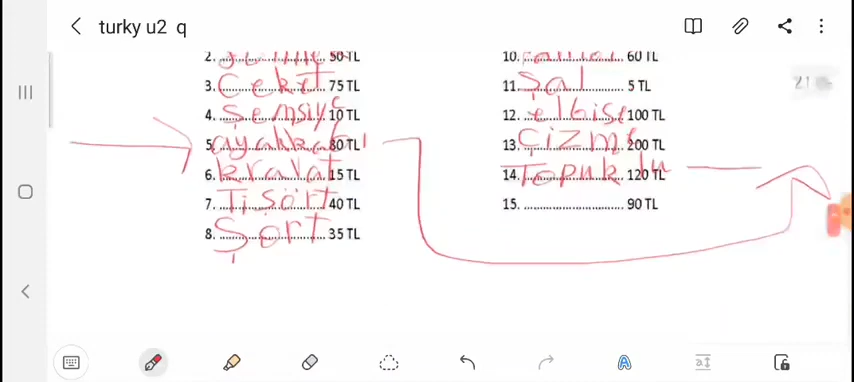 turky u2 q
2. 50 TL
3. Ceket 75 TL
4. Şemsiye 10 TL
5. ayakkabı 80 TL
6. kravat 15 TL
7. Tişört 40 TL
8. Şort 35 TL
10. 60 TL
11. Şal 5 TL
12. elbise 100 TL
13. Çizme 200 TL
14. Topuklu 120 TL
15. 90 TL